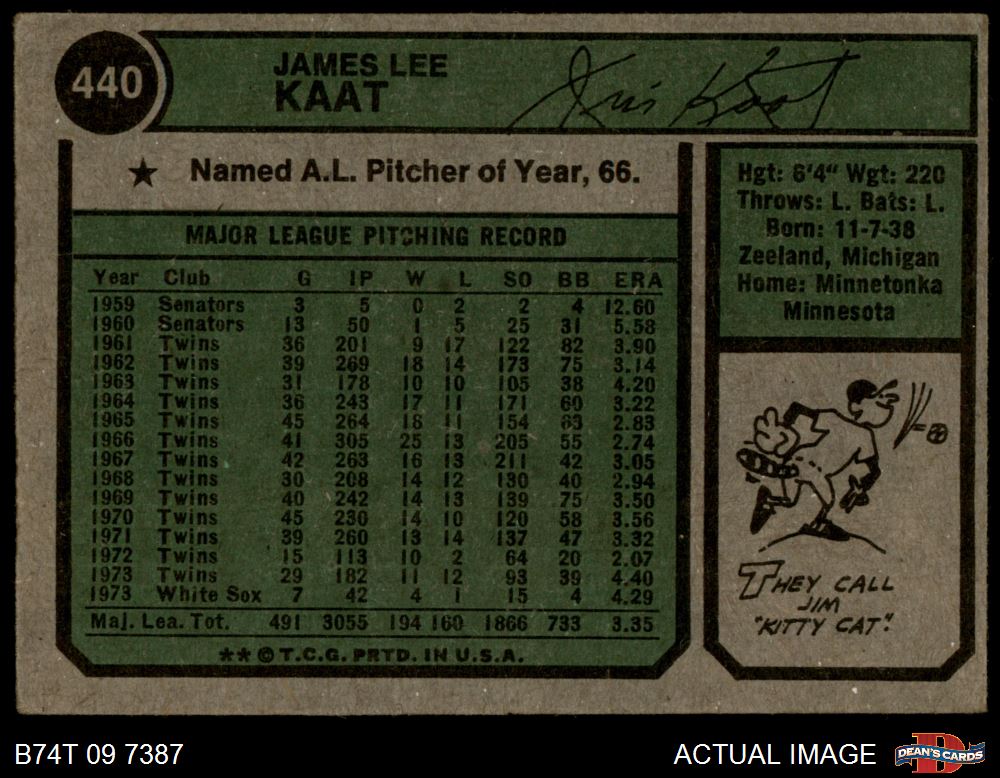 440
JAMES LEE
KAAT
Jim Kaat
★ Named A.L. Pitcher of Year, 66.
MAJOR LEAGUE PITCHING RECORD
Year Club G IP W L SO BB ERA
1959 Senators 3 5 0 2 2 4 12.60
1960 Senators 13 50 1 5 25 31 5.58
1961 Twins 36 201 9 17 122 82 3.90
1962 Twins 39 269 18 14 173 75 3.14
1963 Twins 31 178 10 10 105 38 4.20
1964 Twins 36 243 17 11 171 60 3.22
1965 Twins 45 264 18 11 154 63 2.83
1966 Twins 41 305 25 13 205 55 2.74
1967 Twins 42 263 16 13 211 42 3.05
1968 Twins 30 208 14 12 130 40 2.94
1969 Twins 40 242 14 13 139 75 3.50
1970 Twins 45 230 14 10 120 58 3.56
1971 Twins 39 260 13 14 137 47 3.32
1972 Twins 15 113 10 2 64 20 2.07
1973 Twins 29 182 11 12 93 39 4.40
1973 White Sox 7 42 4 1 15 4 4.29
Maj. Lea. Tot. 491 3055 194 160 1866 733 3.35
** © T.C.G. PRTD. IN U.S.A.
Hgt: 6'4" Wgt: 220
Throws: L. Bats: L.
Born: 11-7-38
Zeeland, Michigan
Home: Minnetonka
Minnesota
THEY CALL
JIM
"KITTY CAT".
B74T 09 7387
ACTUAL IMAGE
DEAN'S CARDS